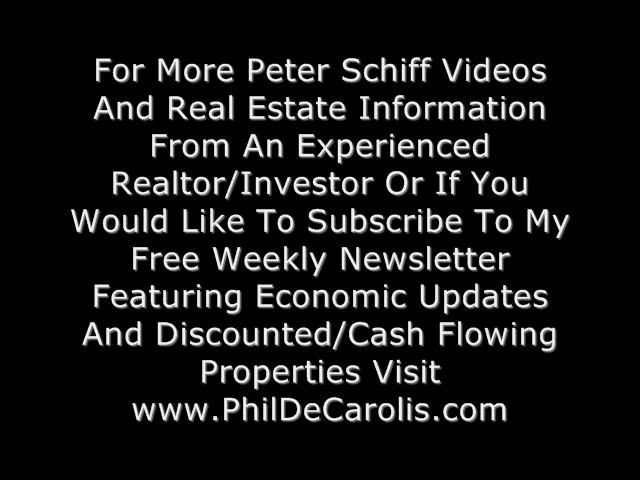 For More Peter Schiff Videos
And Real Estate Information
From An Experienced
Realtor/Investor Or If You
Would Like To Subscribe To My
Free Weekly Newsletter
Featuring Economic Updates
And Discounted/Cash Flowing
Properties Visit
www.PhilDeCarolis.com